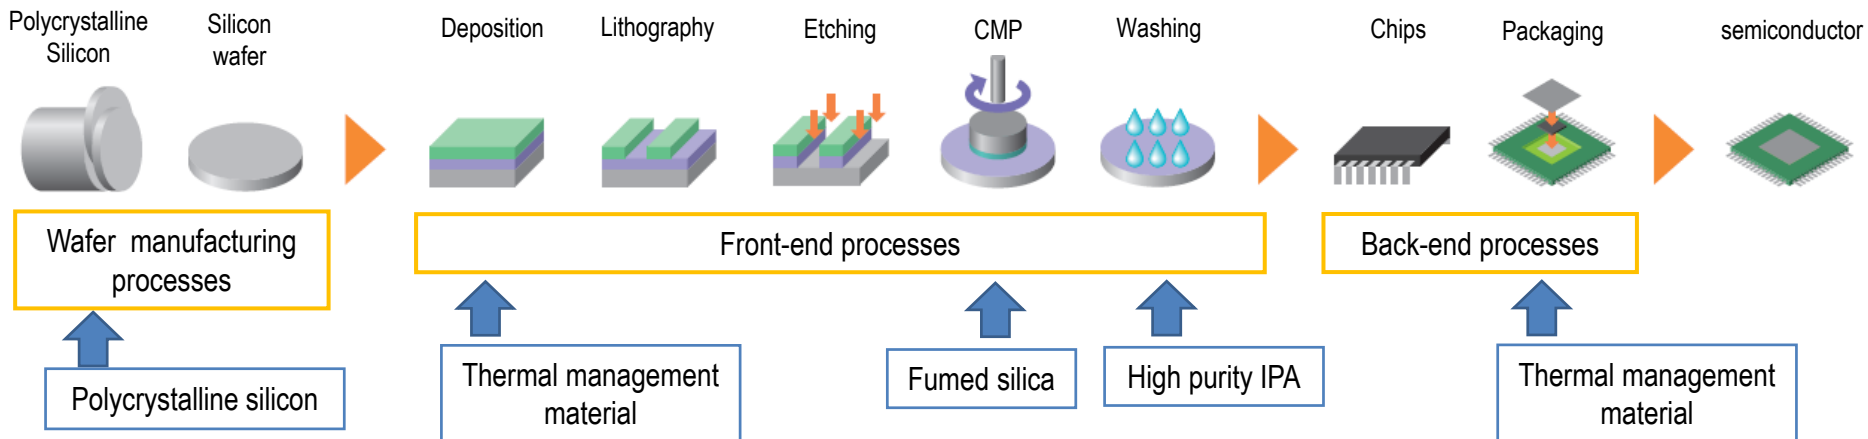 Polycrystalline
Silicon
Silicon
wafer
Deposition
Lithography
Etching
CMP
Washing
Chips
Packaging
semiconductor
Wafer manufacturing
processes
Front-end processes
Back-end processes
Polycrystalline silicon
Thermal management
material
Fumed silica
High purity IPA
Thermal management
material